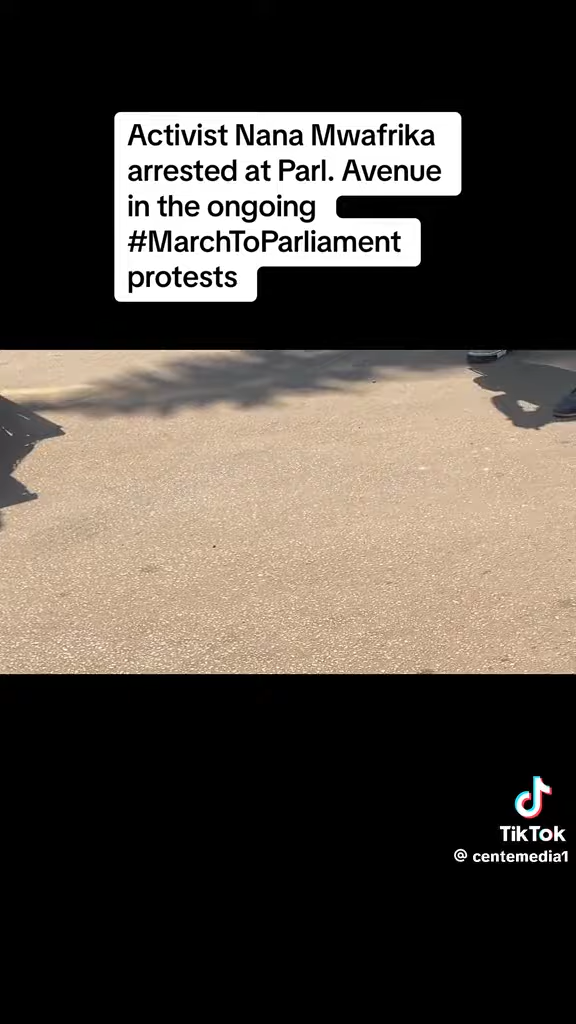 Activist Nana Mwafrika
arrested at Parl. Avenue
in the ongoing
#MarchToParliament
protests
TikTok
@ centemedia1